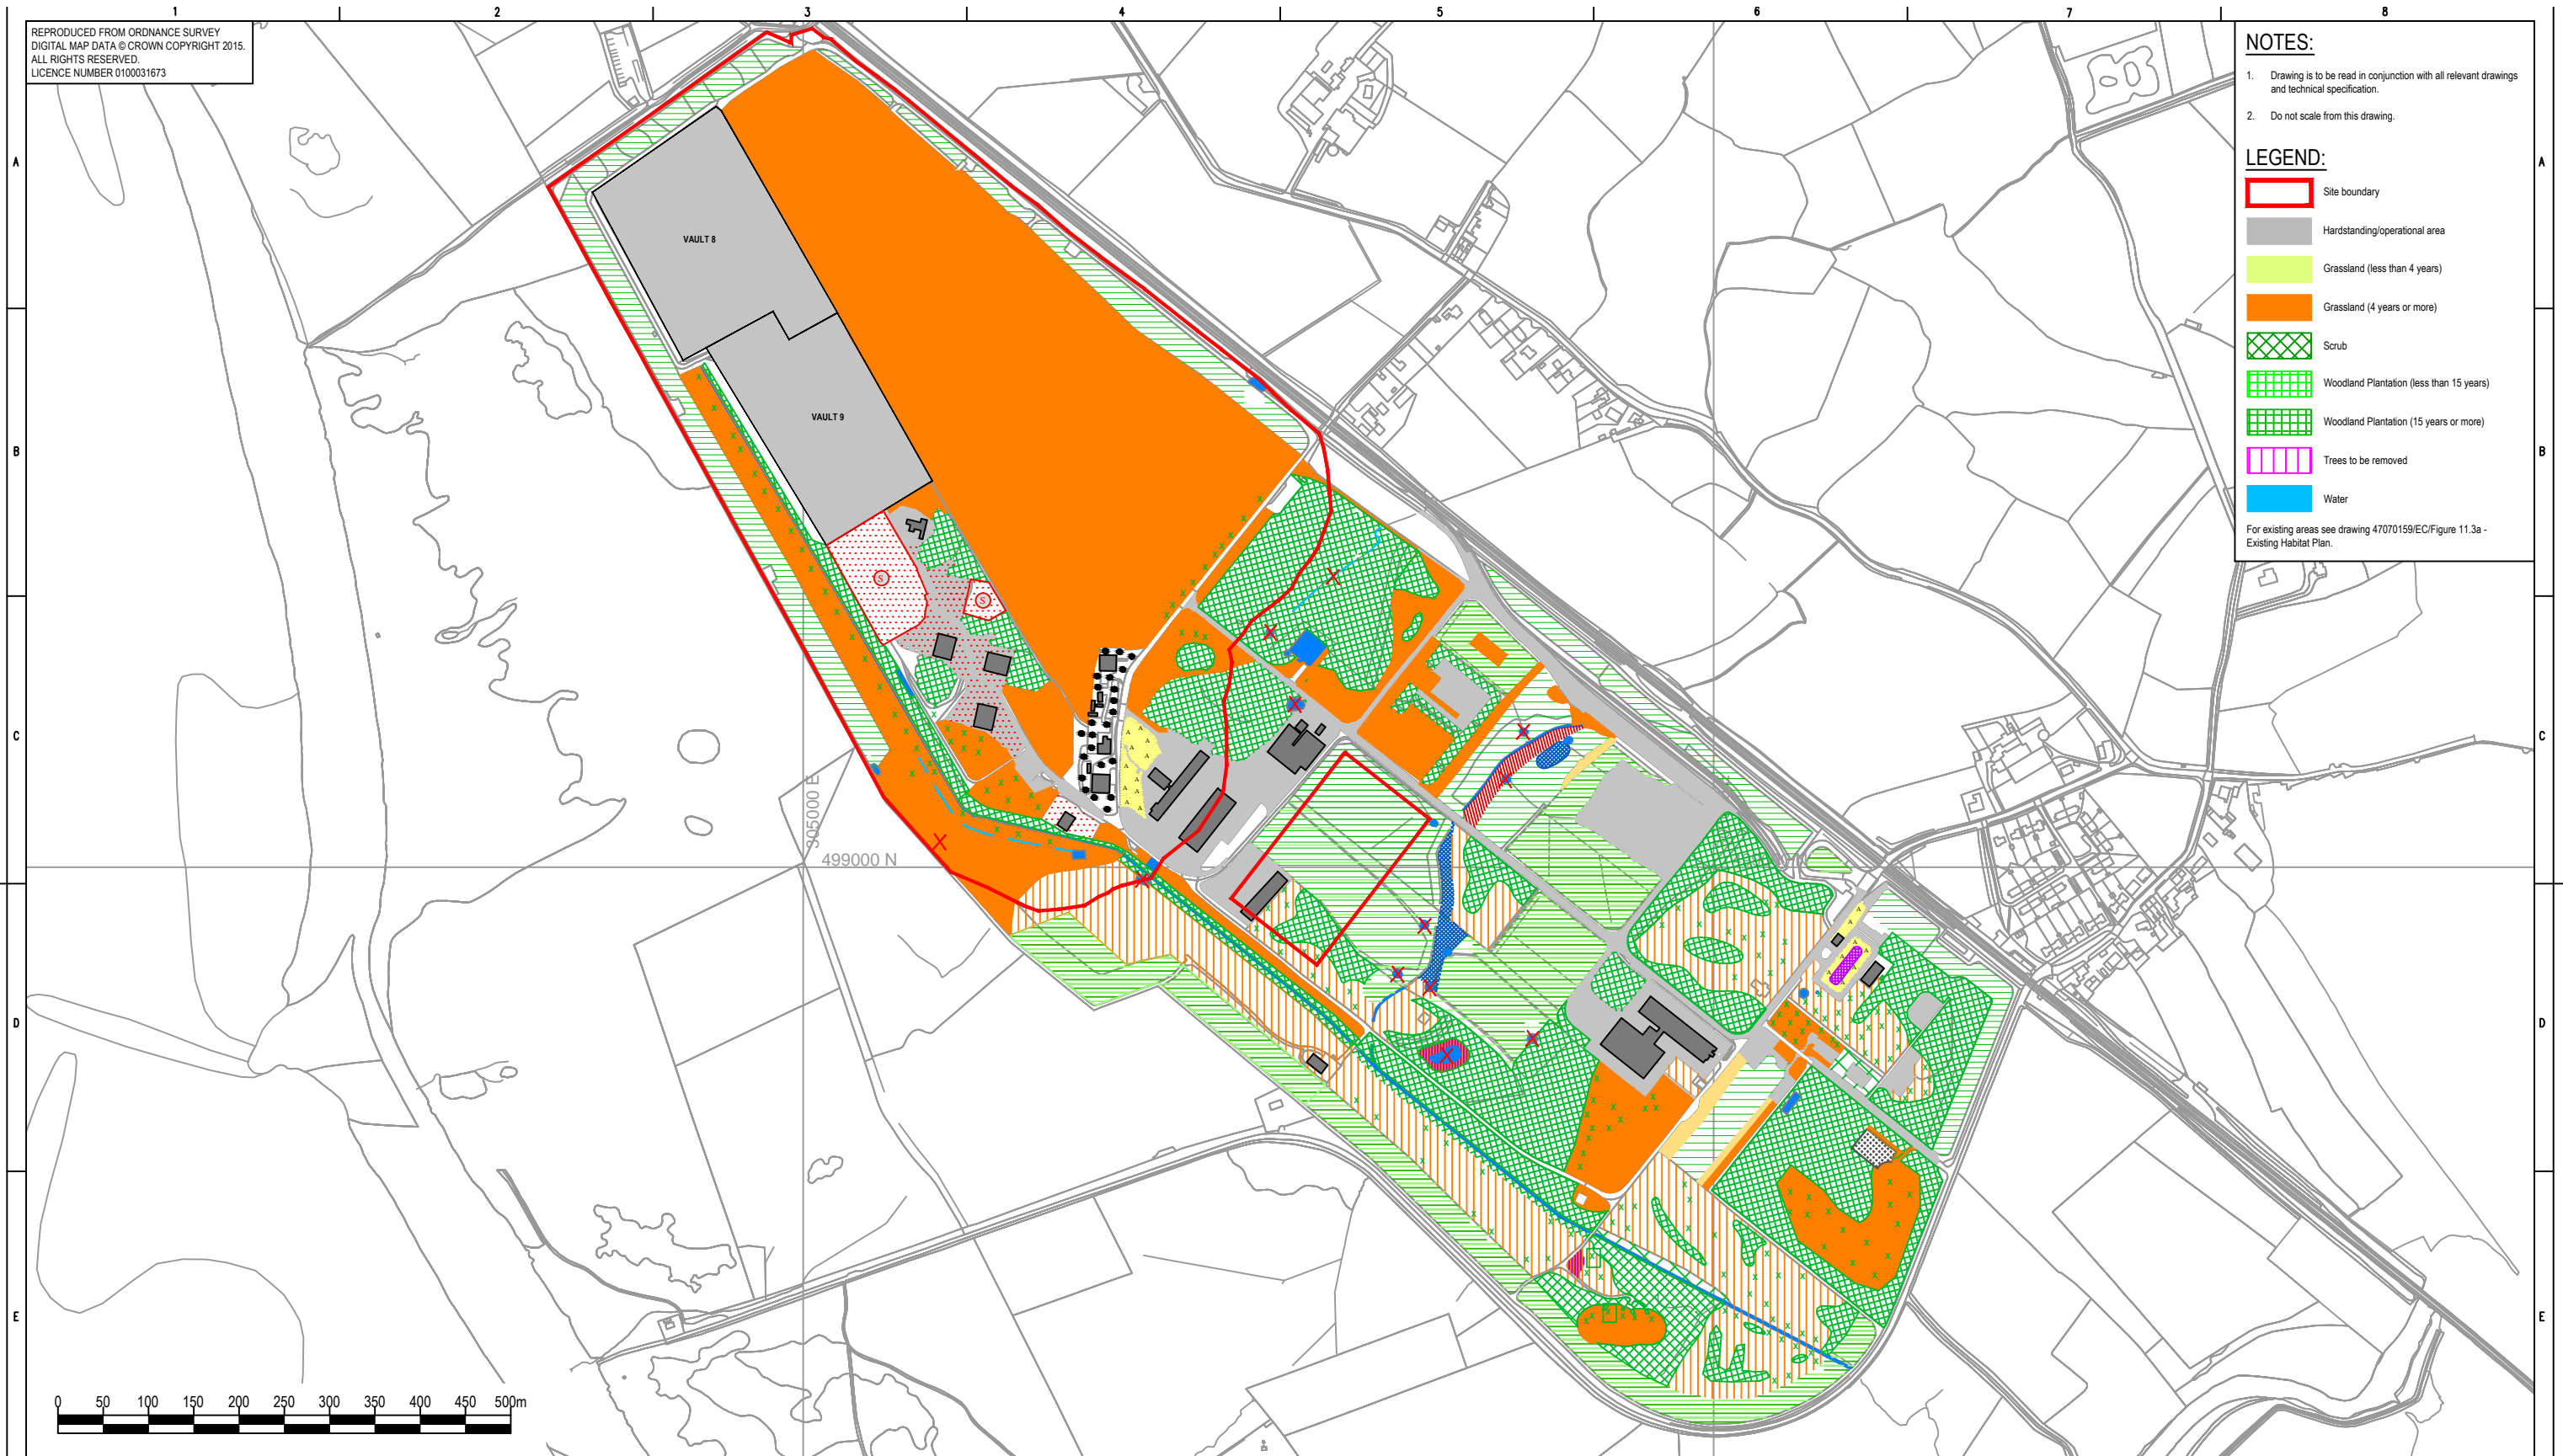 1 2 3 4 5 6 7 8
REPRODUCED FROM ORDNANCE SURVEY
DIGITAL MAP DATA © CROWN COPYRIGHT 2015.
ALL RIGHTS RESERVED.
LICENCE NUMBER 0100031673
NOTES:
1. Drawing is to be read in conjunction with all relevant drawings
and technical specification.
2. Do not scale from this drawing.
LEGEND:
Site boundary
Hardstanding/operational area
Grassland (less than 4 years)
Grassland (4 years or more)
Scrub
Woodland Plantation (less than 15 years)
Woodland Plantation (15 years or more)
Trees to be removed
Water
For existing areas see drawing 47070159/EC/Figure 11.3a -
Existing Habitat Plan.
A A
VAULT 8
VAULT 9
B B
S
S
C C
305000 E
499000 N
D D
E E
0 50 100 150 200 250 300 350 400 450 500m